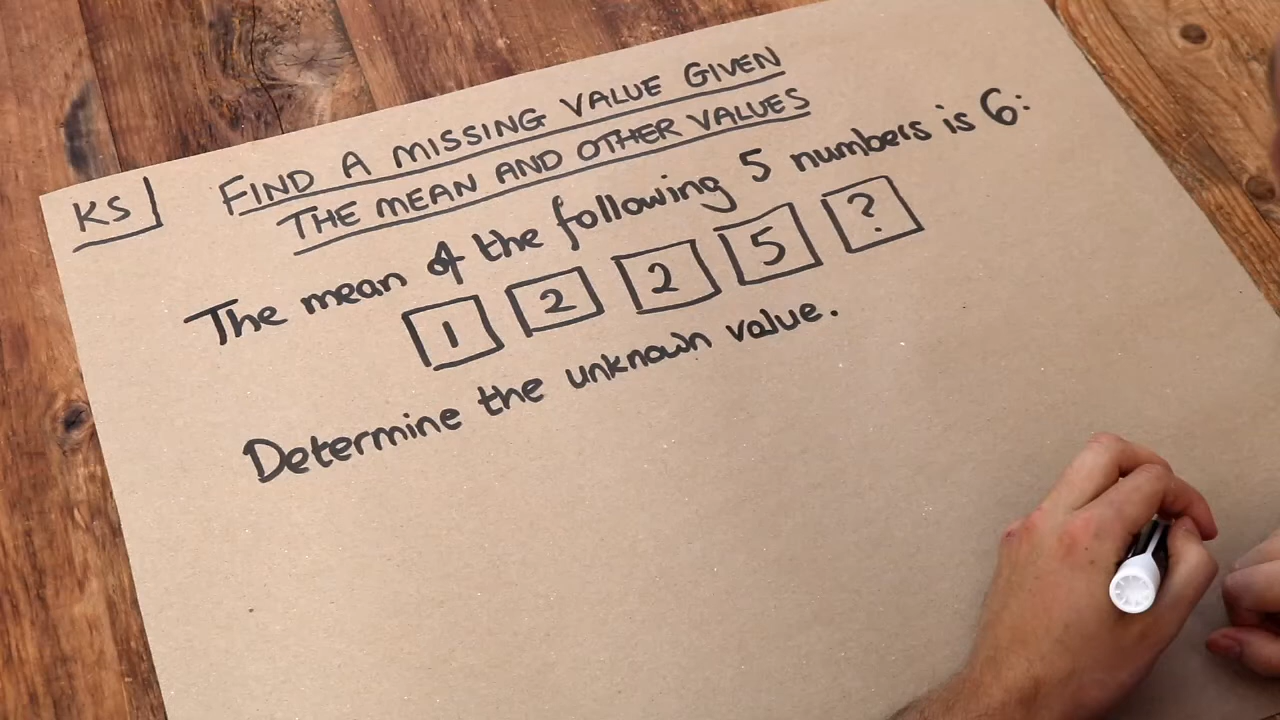 KS
FIND A MISSING VALUE GIVEN
THE MEAN AND OTHER VALUES
The mean of the following 5 numbers is 6:
1 2 2 5 ?
Determine the unknown value.